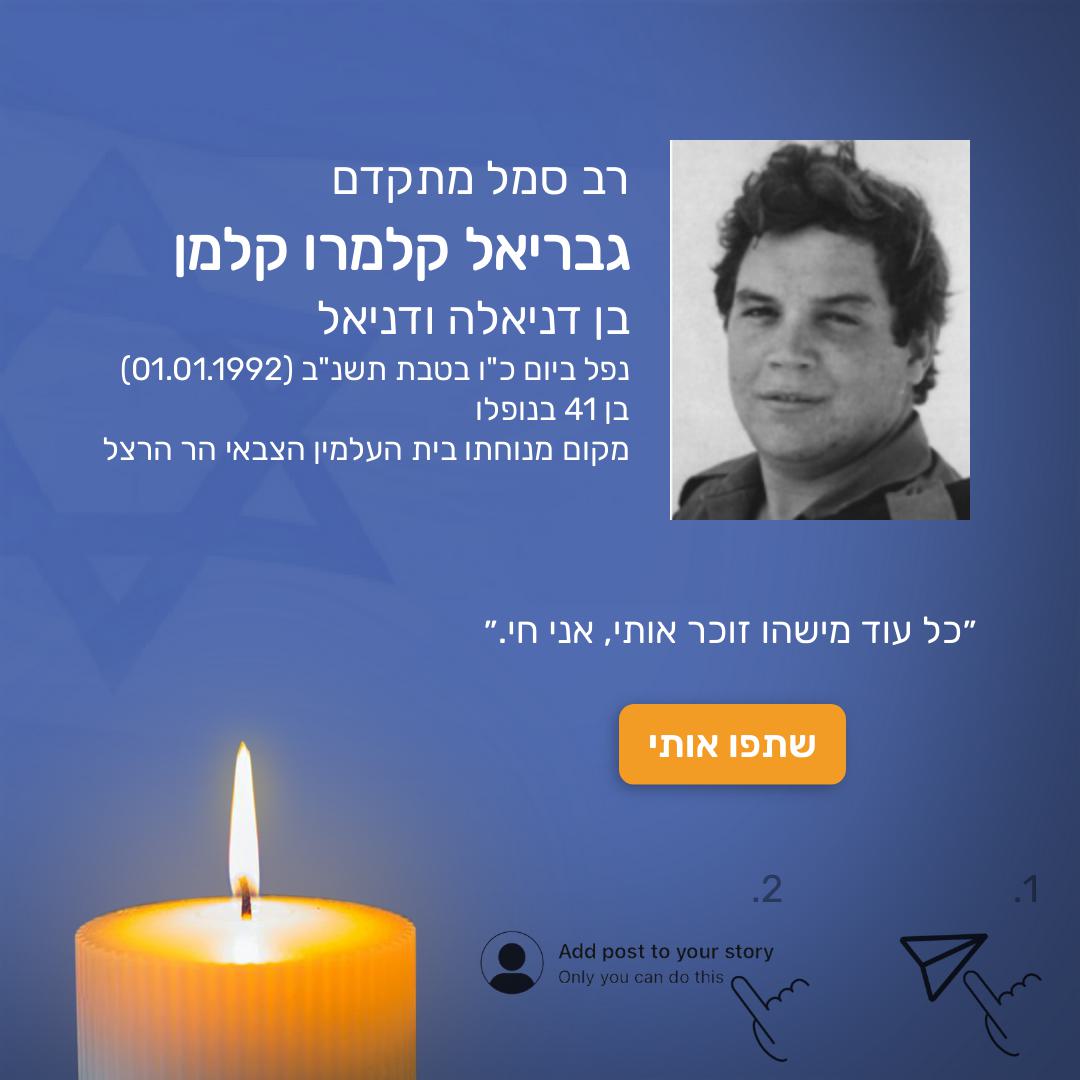 רב סמל מתקדם
גבריאל קלמרו קלמן
בן דניאלה ודניאל
נפל ביום כ"ו בטבת תשנ"ב (01.01.1992)
בן 41 בנופלו
מקום מנוחתו בית העלמין הצבאי הר הרצל
״כל עוד מישהו זוכר אותי, אני חי.״
שתפו אותי
1.
2.
Add post to your story
Only you can do this